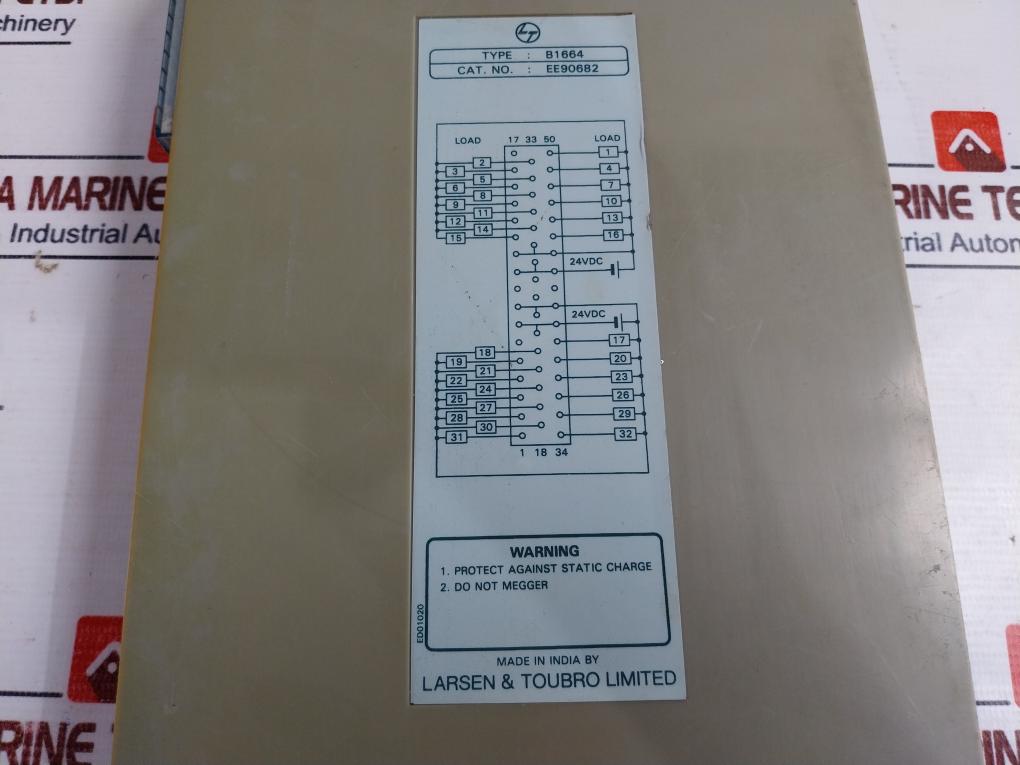 LT
TYPE : B1664
CAT. NO. : EE90682
LOAD 17 33 50 LOAD
1
2
3
4
5
6
7
8
9
10
11
12
13
14
15
16
24VDC
24VDC
17
18
19
20
21
22
23
24
25
26
27
28
29
30
31
32
1 18 34
WARNING
1. PROTECT AGAINST STATIC CHARGE
2. DO NOT MEGGER
ED01020
MADE IN INDIA BY
LARSEN & TOUBRO LIMITED
chinery
A MARINE
Industrial Au
RINE TE
trial Autom
RINE T
MARINE